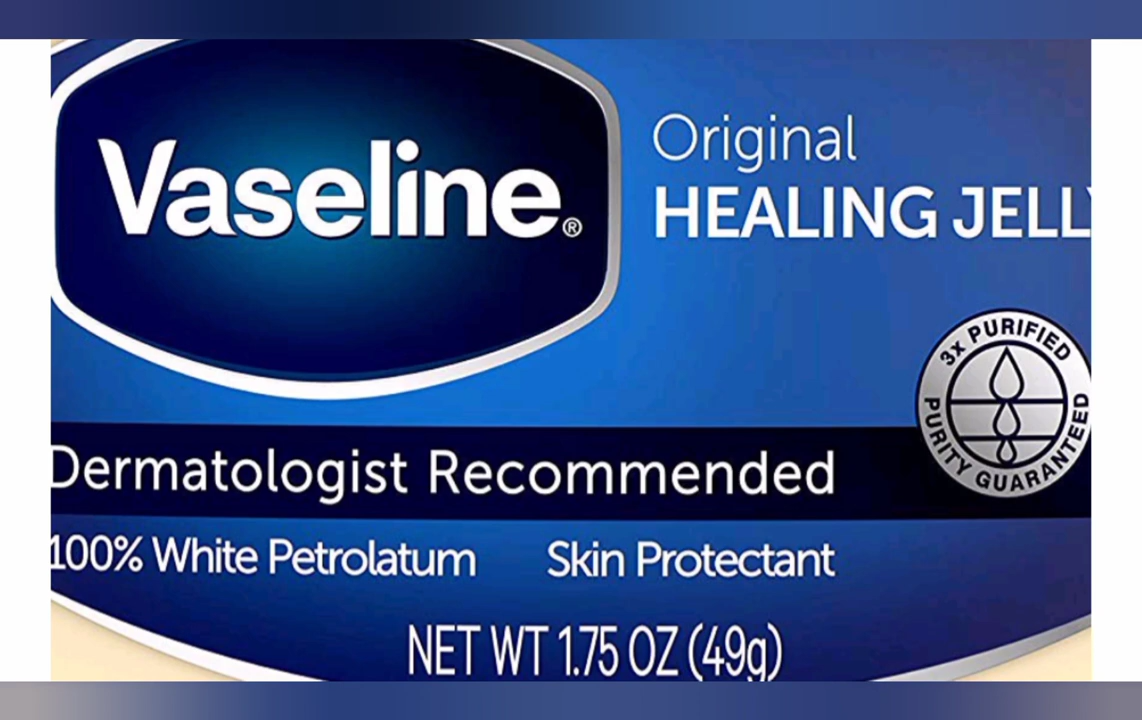 Vaseline®
Original
HEALING JELLY
3x PURIFIED
PURITY GUARANTEED
Dermatologist Recommended
100% White Petrolatum
Skin Protectant
NET WT 1.75 OZ (49g)